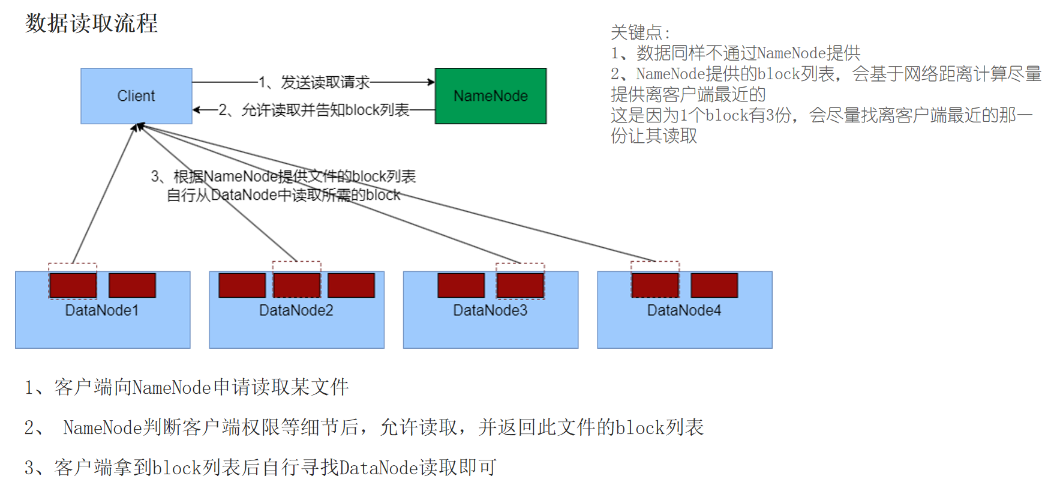 数据读取流程
关键点:
1、数据同样不通过NameNode提供
2、NameNode提供的block列表，会基于网络距离计算尽量
提供离客户端最近的
这是因为1个block有3份，会尽量找离客户端最近的那一
份让其读取
Client
1、发送读取请求
2、允许读取并告知block列表
NameNode
3、根据NameNode提供文件的block列表
自行从DataNode中读取所需的block
DataNode1
DataNode2
DataNode3
DataNode4
1、客户端向NameNode申请读取某文件
2、 NameNode判断客户端权限等细节后，允许读取，并返回此文件的block列表
3、客户端拿到block列表后自行寻找DataNode读取即可